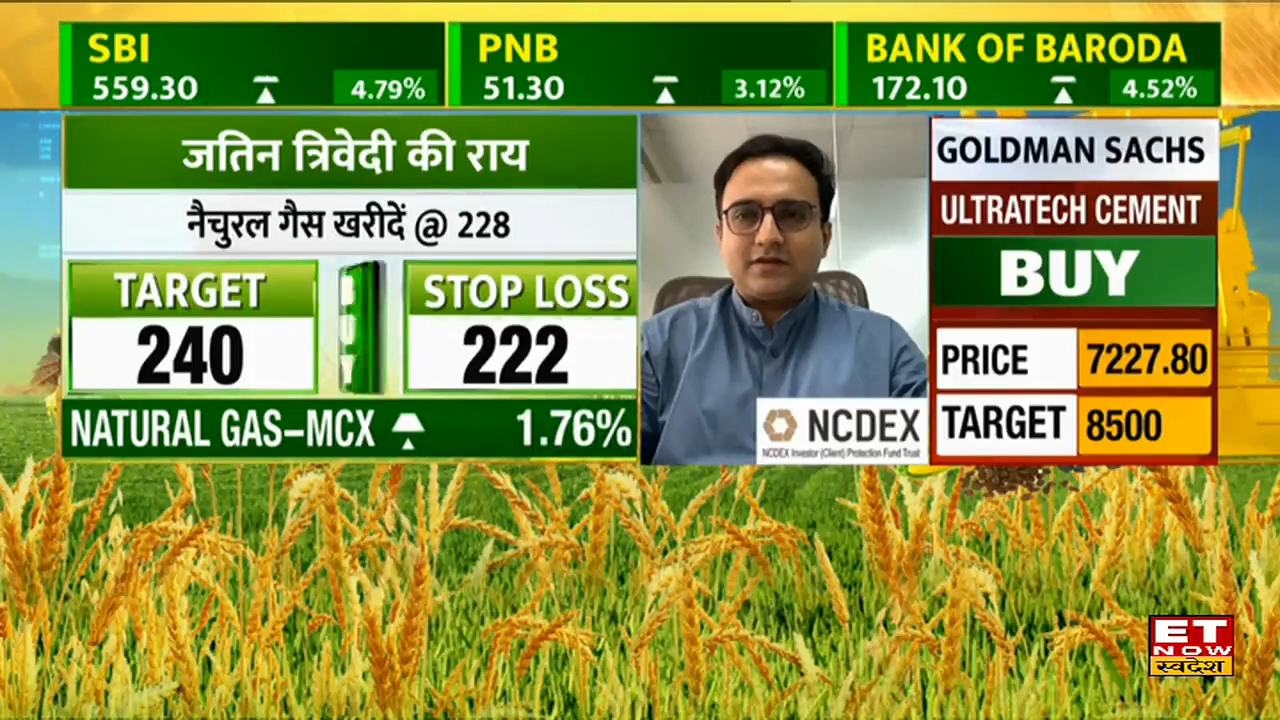 SBI
559.30 4.79%
PNB
51.30 3.12%
BANK OF BARODA
172.10 4.52%
जतिन त्रिवेदी की राय
नैचुरल गैस खरीदें @ 228
TARGET
240
BUY
STOP LOSS
222
NATURAL GAS–MCX 1.76%
NCDEX
NCDEX Investor (Client) Protection Fund Trust
GOLDMAN SACHS
ULTRATECH CEMENT
BUY
PRICE 7227.80
TARGET 8500
ET
NOW
स्वदेश